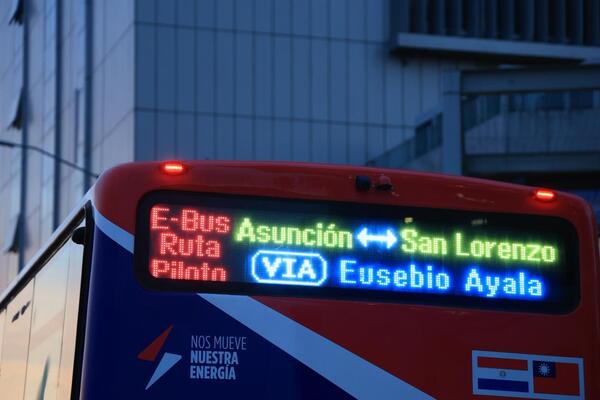 E-Bus
Ruta
Piloto
Asunción ↔ San Lorenzo
VIA Eusebio Ayala
NOS MUEVE
NUESTRA
ENERGÍA